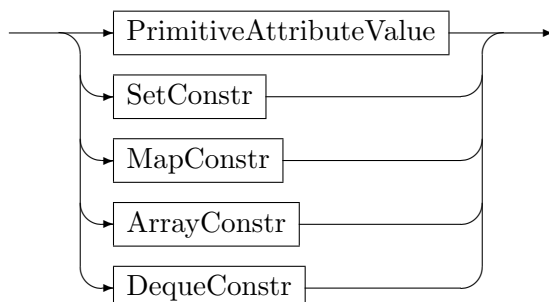 PrimitiveAttributeValue
SetConstr
MapConstr
ArrayConstr
DequeConstr